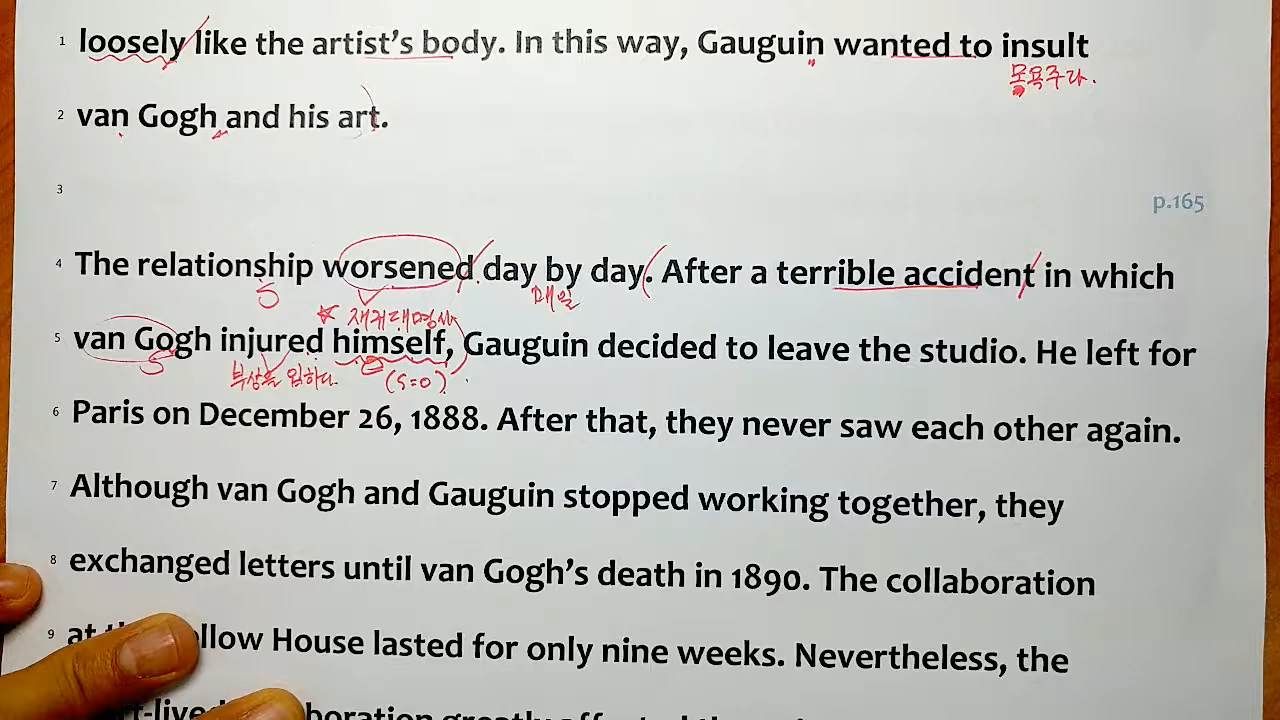 1 loosely like the artist's body. In this way, Gauguin wanted to insult
모욕주다.
2 van Gogh and his art.
3
p.165
4 The relationship worsened day by day. After a terrible accident in which
S
매일
★ 재귀대명사
5 van Gogh injured himself, Gauguin decided to leave the studio. He left for
S
부상을 입히다.
(S=O)
6 Paris on December 26, 1888. After that, they never saw each other again.
7 Although van Gogh and Gauguin stopped working together, they
8 exchanged letters until van Gogh's death in 1890. The collaboration
9 at ellow House lasted for only nine weeks. Nevertheless, the